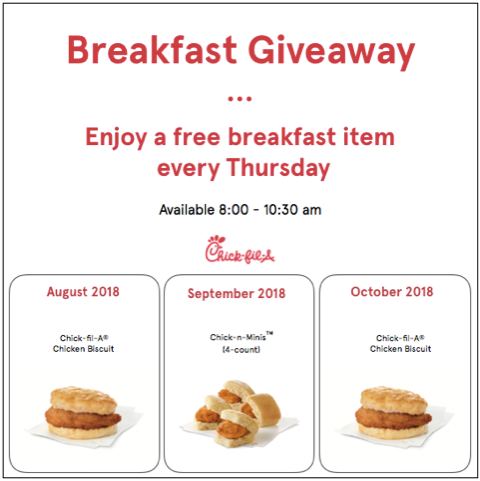 Breakfast Giveaway
...
Enjoy a free breakfast item
every Thursday
Available 8:00 - 10:30 am
Chick-fil-A
August 2018
Chick-fil-A®
Chicken Biscuit
September 2018
Chick-n-Minis™
(4-count)
October 2018
Chick-fil-A®
Chicken Biscuit